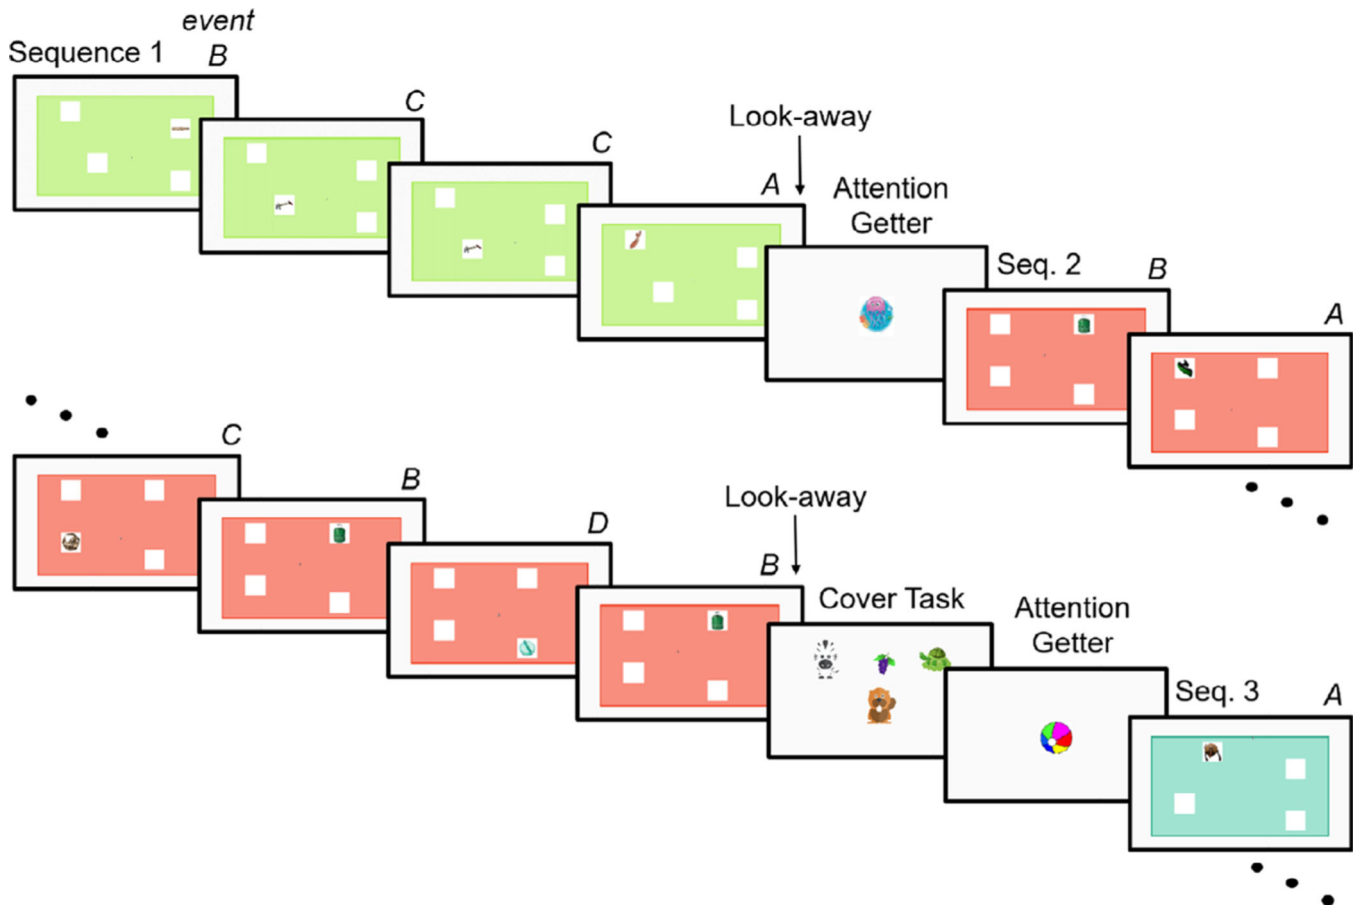 event
Sequence 1
B
C
C
A
Look-away
Attention
Getter
Seq. 2
B
A
C
B
D
B
Look-away
Cover Task
Attention
Getter
Seq. 3
A